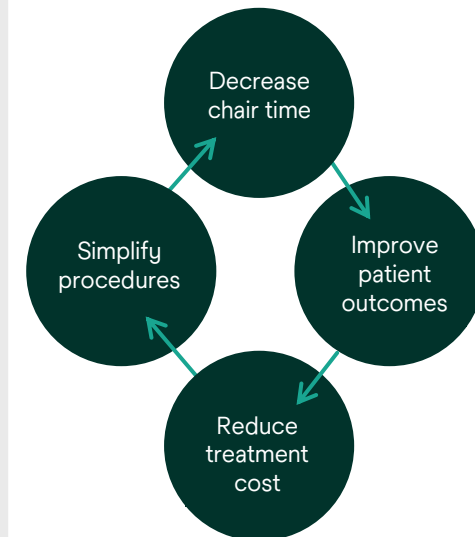 Decrease
chair time
Improve
patient
outcomes
Reduce
treatment
cost
Simplify
procedures